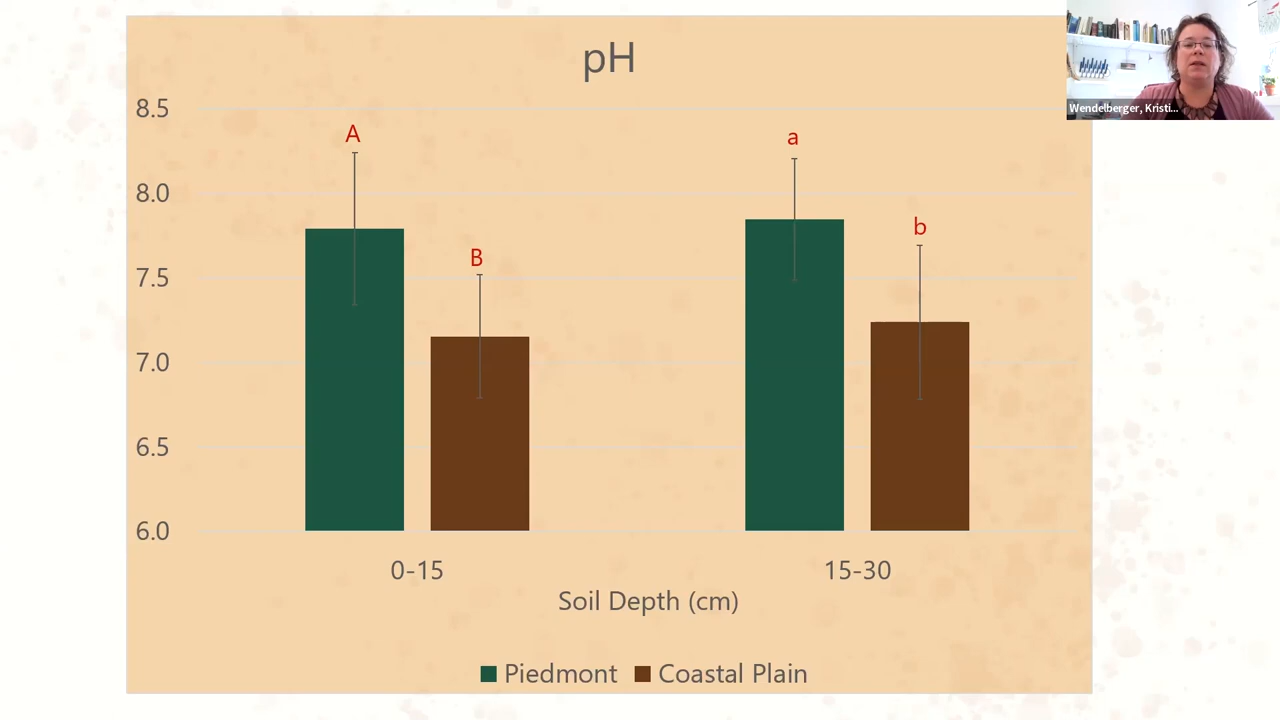 pH
8.5
8.0
7.5
7.0
6.5
6.0
A
B
a
b
0-15
15-30
Soil Depth (cm)
Piedmont
Coastal Plain
Wendelberger, Kristi...